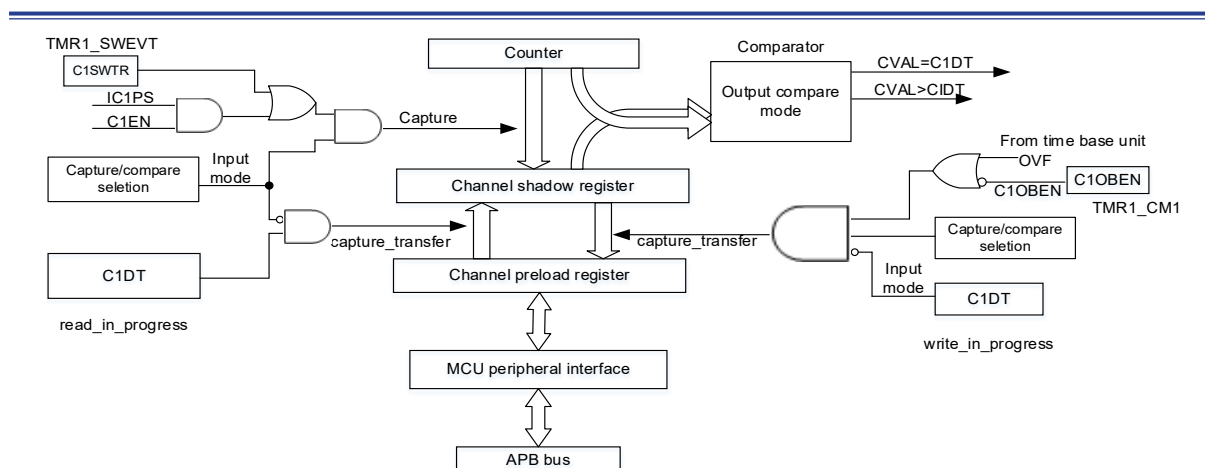 TMR1_SWEVT
C1SWTR
IC1PS
C1EN
Capture/compare
seletion
Input
mode
C1DT
read_in_progress
Capture
capture_transfer
Counter
Channel shadow register
Channel preload register
MCU peripheral interface
APB bus
Comparator
Output compare
mode
CVAL=C1DT
CVAL>CIDT
From time base unit
OVF
C1OBEN
C1OBEN
TMR1_CM1
capture_transfer
Capture/compare
seletion
Input
mode
C1DT
write_in_progress